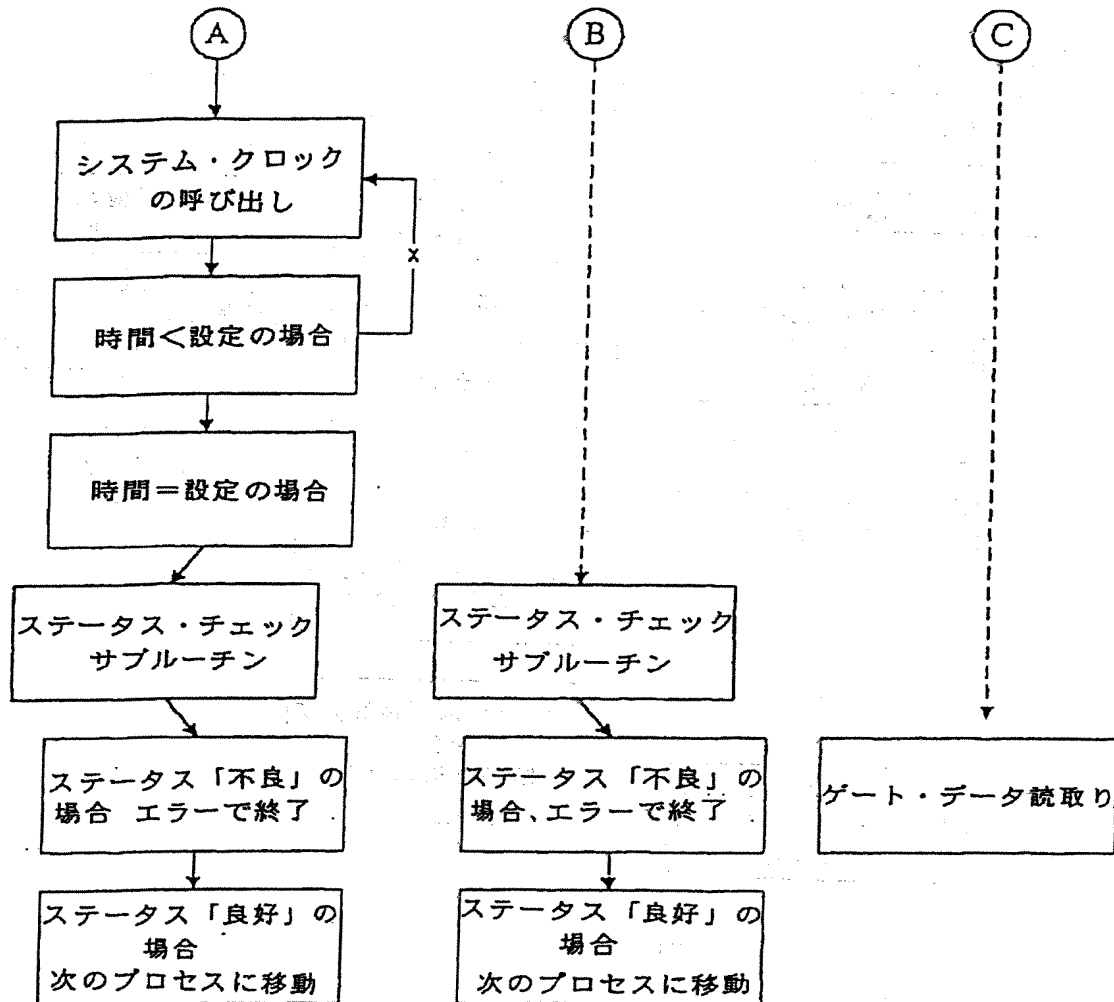 A
システム・クロック
の呼び出し
x
時間<設定の場合
時間=設定の場合
ステータス・チェック
サブルーチン
ステータス「不良」の
場合 エラーで終了
ステータス「良好」の
場合
次のプロセスに移動
B
ステータス・チェック
サブルーチン
ステータス「不良」の
場合、エラーで終了
ステータス「良好」の
場合
次のプロセスに移動
C
ゲート・データ読取り